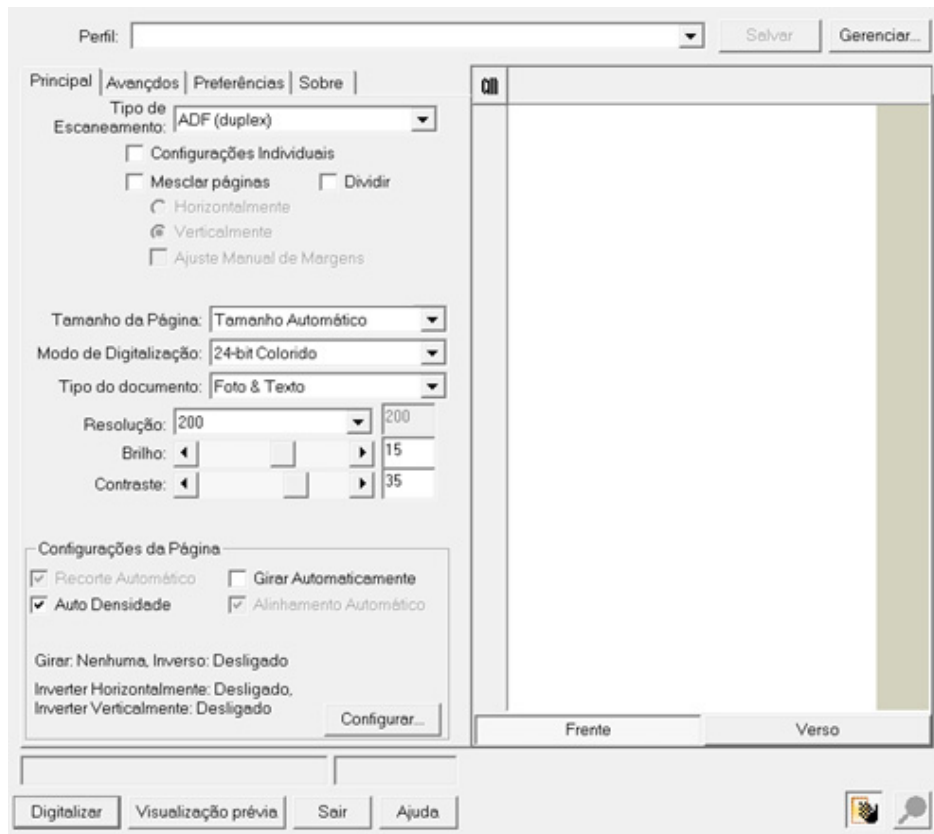 Perfil: Salvar Gerenciar...
Principal Avançdos Preferências Sobre
Tipo de Escaneamento: ADF (duplex)
Configurações Individuais
Mesclar páginas Dividir
Horizontalmente
Verticalmente
Ajuste Manual de Margens
Tamanho da Página: Tamanho Automático
Modo de Digitalização: 24-bit Colorido
Tipo do documento: Foto & Texto
Resolução: 200 200
Brilho: 15
Contraste: 35
Configurações da Página
Recorte Automático Girar Automaticamente
Auto Densidade Alinhamento Automático
Girar: Nenhuma, Inverso: Desligado
Inverter Horizontalmente: Desligado,
Inverter Verticalmente: Desligado
Configurar...
cm
Frente Verso
Digitalizar Visualização prévia Sair Ajuda